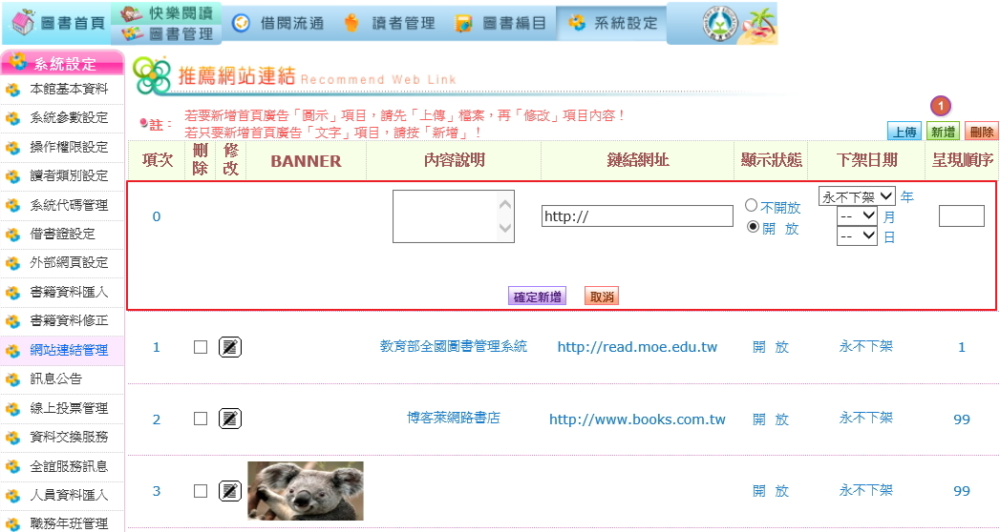 圖書首頁 快樂閱讀 圖書管理 借閱流通 讀者管理 圖書編目 系統設定
系統設定
本館基本資料
系統參數設定
操作權限設定
讀者類別設定
系統代碼管理
借書證設定
外部網頁設定
書籍資料匯入
書籍資料修正
網站連結管理
訊息公告
線上投票管理
資料交換服務
全誼服務訊息
人員資料匯入
職務年班管理
推薦網站連結 Recommend Web Link
註： 若要新增首頁廣告「圖示」項目，請先「上傳」檔案，再「修改」項目內容！
若只要新增首頁廣告「文字」項目，請按「新增」！
1
上傳 新增 刪除
項次 刪除 修改 BANNER 內容說明 鏈結網址 顯示狀態 下架日期 呈現順序
0 http:// 不開放 開 放 永不下架 年
-- 月
-- 日
確定新增 取消
1 教育部全國圖書管理系統 http://read.moe.edu.tw 開 放 永不下架 1
2 博客萊網路書店 http://www.books.com.tw 開 放 永不下架 99
3 開 放 永不下架 99